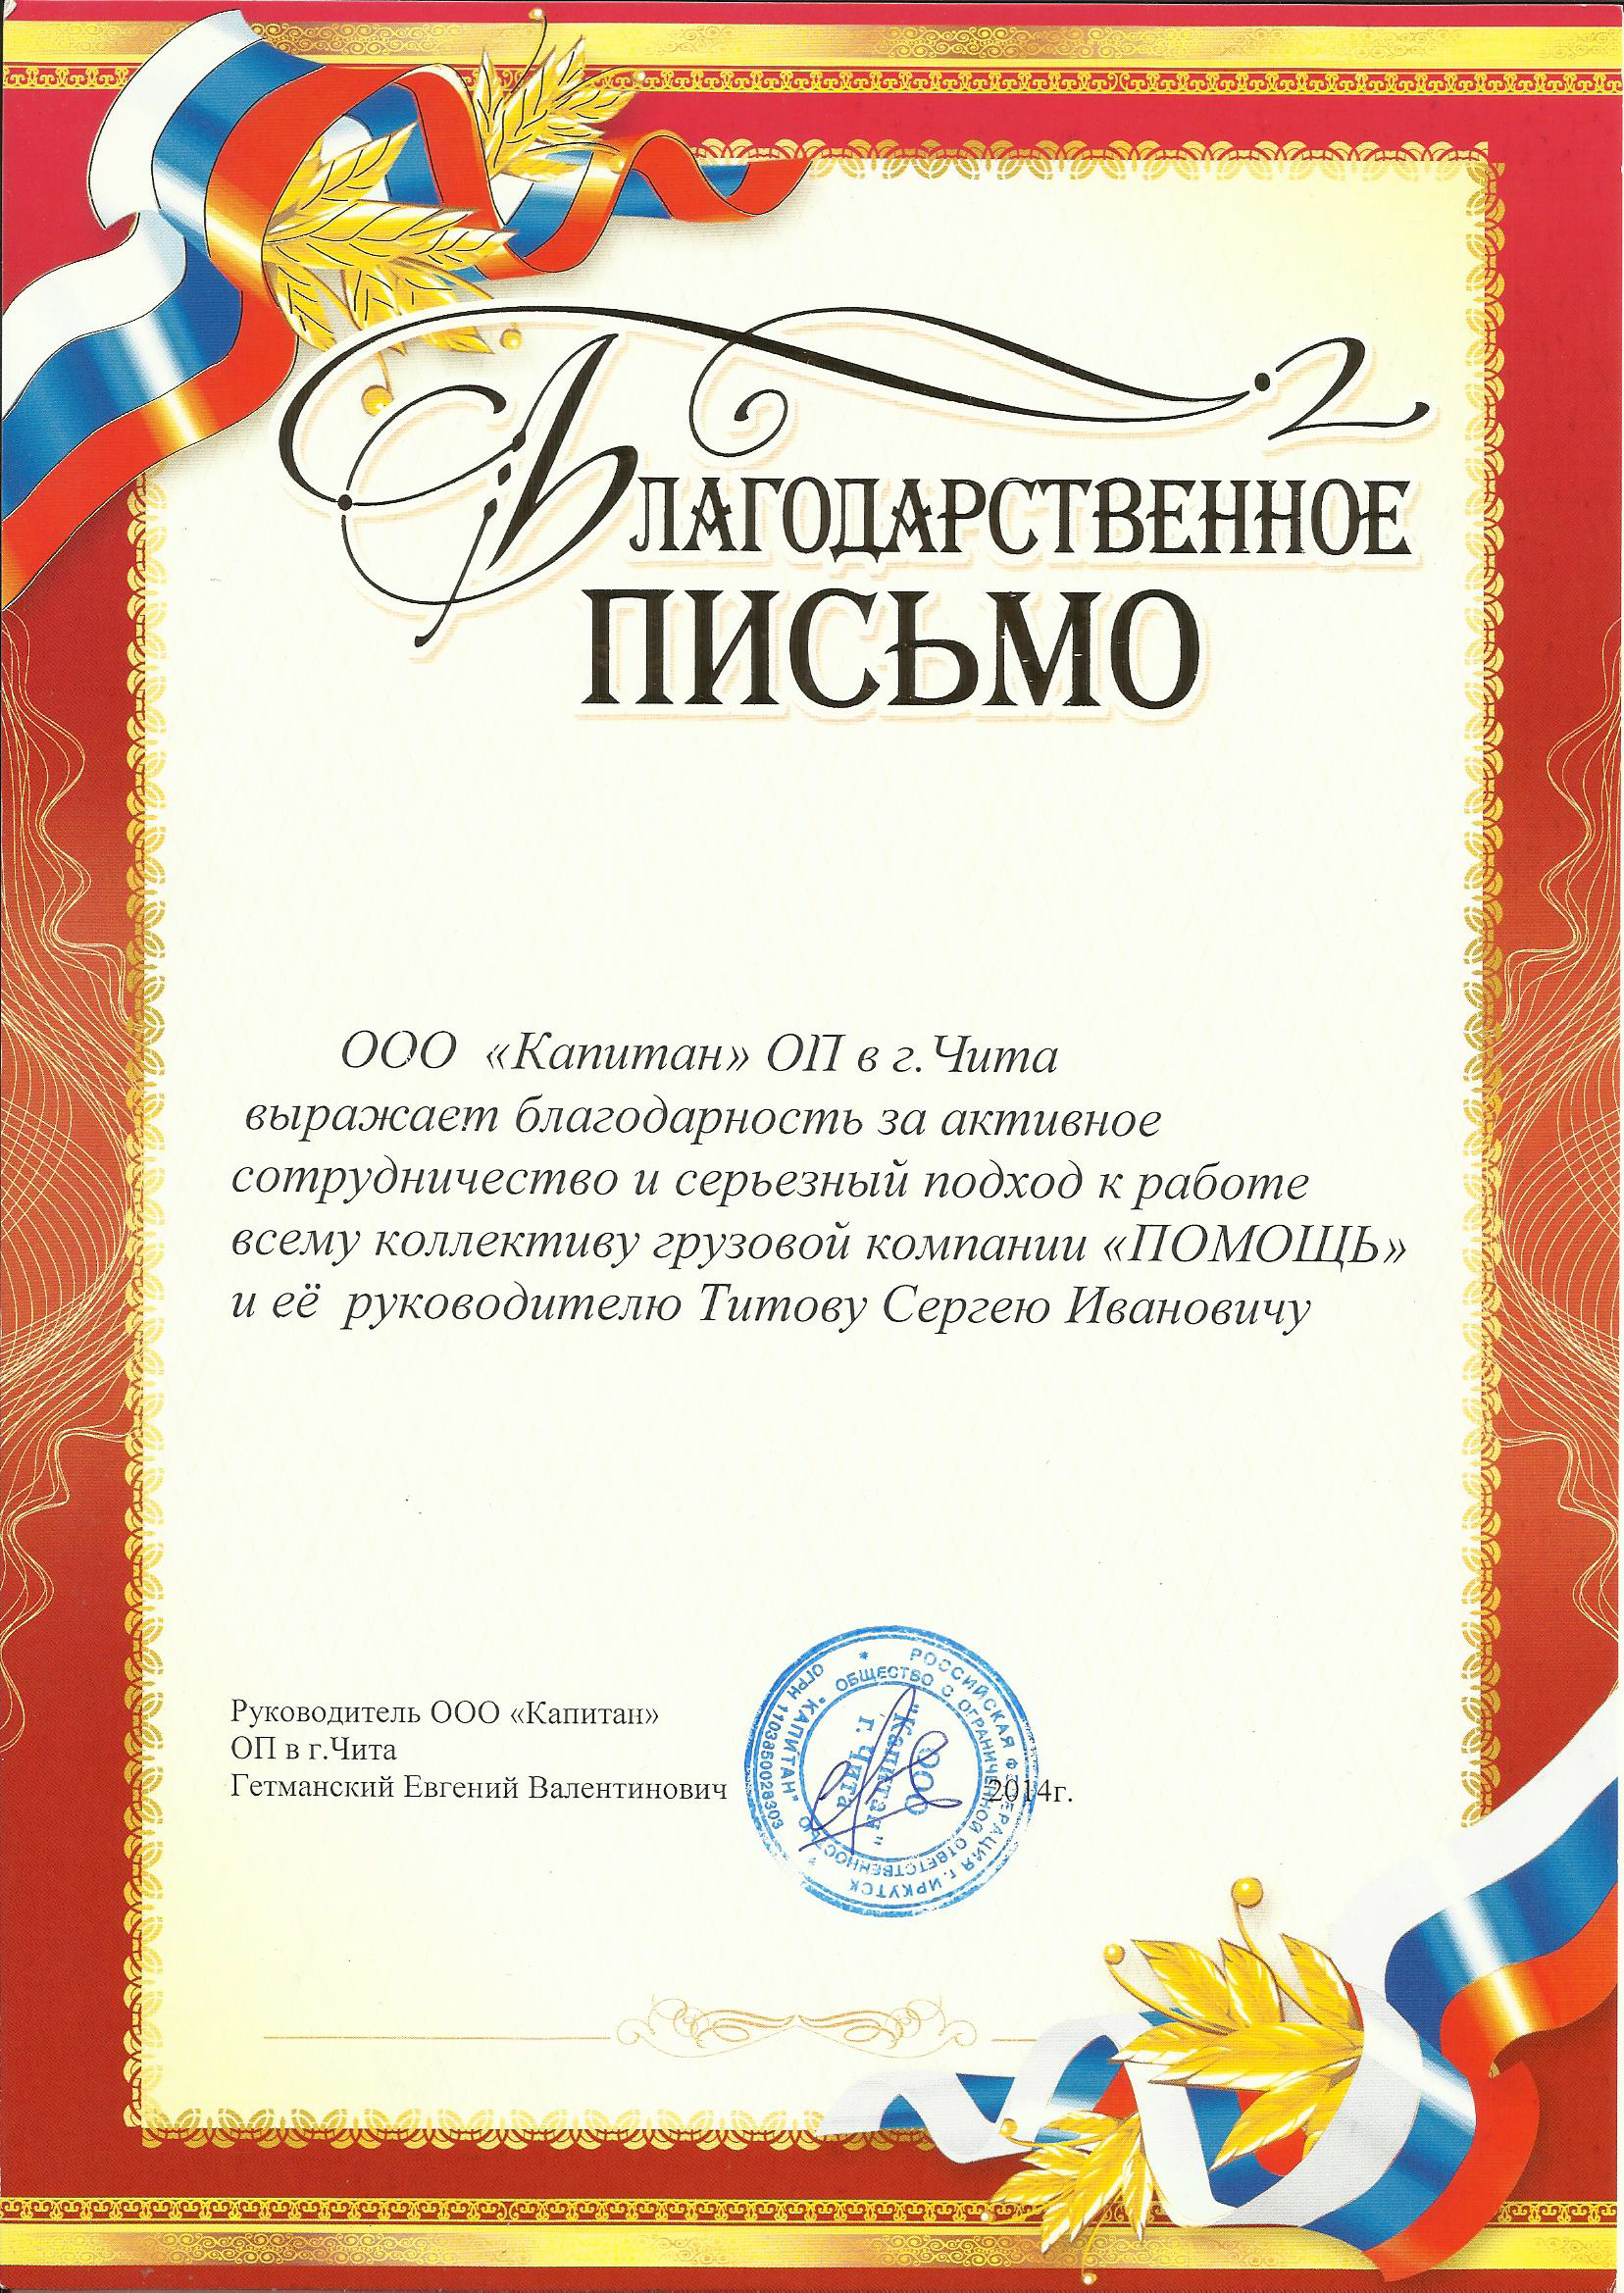 Благодарственное
письмо
ООО «Капитан» ОП в г.Чита
выражает благодарность за активное
сотрудничество и серьезный подход к работе
всему коллективу грузовой компании «ПОМОЩЬ»
и её руководителю Титову Сергею Ивановичу
Руководитель ООО «Капитан»
ОП в г.Чита
Гетманский Евгений Валентинович
2014г.
РОССИЙСКАЯ ФЕДЕРАЦИЯ г. ИРКУТСК
ОГРН 1103850028303
ОБЩЕСТВО С ОГРАНИЧЕННОЙ ОТВЕТСТВЕННОСТЬЮ
"КАПИТАН"
ООО
"Капитан"
г. Чита